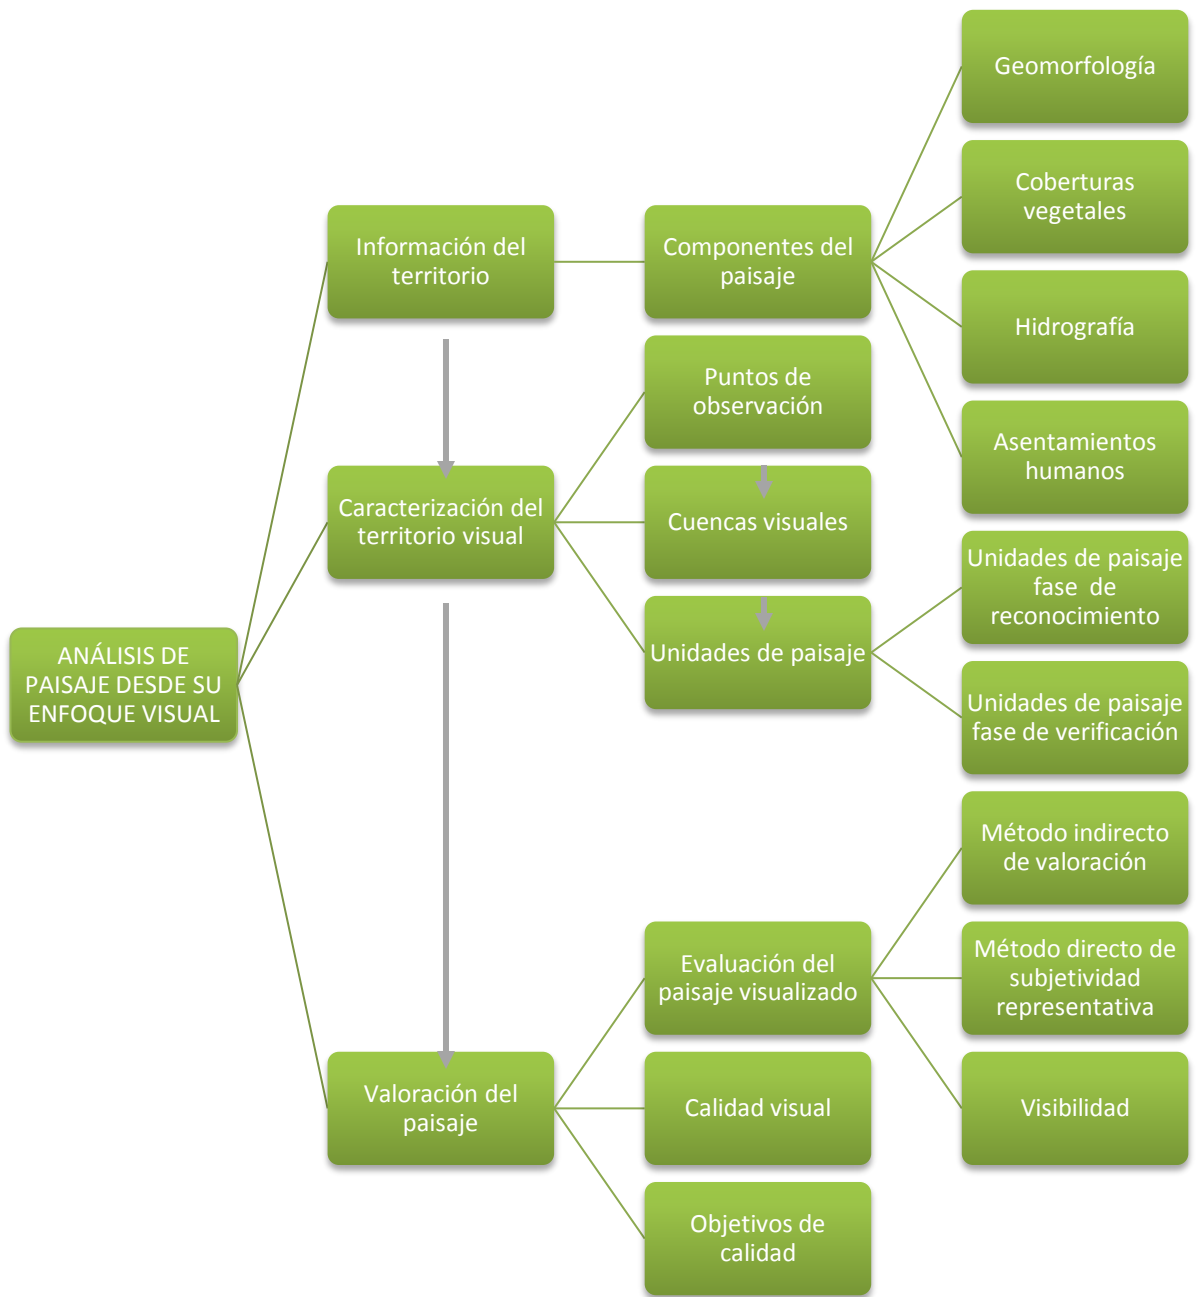 ANÁLISIS DE
PAISAJE DESDE SU
ENFOQUE VISUAL
Información del
territorio
Componentes del
paisaje
Geomorfología
Coberturas
vegetales
Hidrografía
Asentamientos
humanos
Caracterización del
territorio visual
Puntos de
observación
Cuencas visuales
Unidades de paisaje
Unidades de paisaje
fase de
reconocimiento
Unidades de paisaje
fase de verificación
Valoración del
paisaje
Evaluación del
paisaje visualizado
Método indirecto
de valoración
Método directo de
subjetividad
representativa
Visibilidad
Calidad visual
Objetivos de
calidad